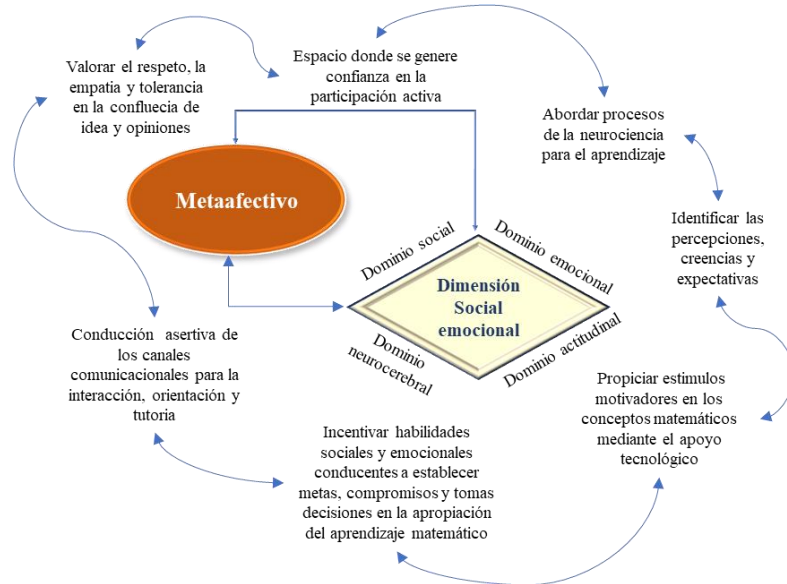 Valorar el respeto, la
empatia y tolerancia
en la confluecia de
idea y opiniones
Espacio donde se genere
confianza en la
participación activa
Abordar procesos
de la neurociencia
para el aprendizaje
Metaafectivo
Identificar las
percepciones,
creencias y
expectativas
Dominio social
Dominio emocional
Dimensión
Social
emocional
Dominio
neurocerebral
Dominio actitudinal
Conducción asertiva de
los canales
comunicacionales para la
interacción, orientación y
tutoria
Propiciar estimulos
motivadores en los
conceptos matemáticos
mediante el apoyo
tecnológico
Incentivar habilidades
sociales y emocionales
conducentes a establecer
metas, compromisos y tomas
decisiones en la apropiación
del aprendizaje matemático